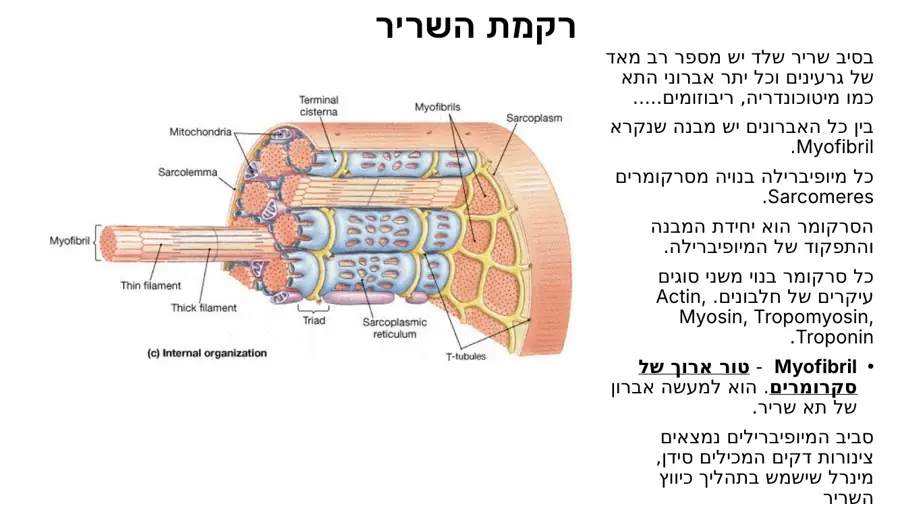 רקמת השריר
בסיב שריר שלד יש מספר רב מאד
של גרעינים וכל יתר אברוני התא
כמו מיטוכונדריה, ריבוזומים.....
בין כל האברונים יש מבנה שנקרא
Myofibril.
כל מיופיברילה בנויה מסרקומרים
Sarcomeres.
הסרקומר הוא יחידת המבנה
והתפקוד של המיופיברילה.
כל סרקומר בנוי משני סוגים
עיקרים של חלבונים. Actin,
Myosin, Tropomyosin,
Troponin.
• Myofibril - טור ארוך של
סקרומרים. הוא למעשה אברון
של תא שריר.
סביב המיופיברילים נמצאים
צינורות דקים המכילים סידן,
מינרל שישמש בתהליך כיווץ
השריר
Terminal
cisterna
Myofibrils
Sarcoplasm
Mitochondria
Sarcolemma
Myofibril
Thin filament
Thick filament
Triad
Sarcoplasmic
reticulum
T-tubules
(c) Internal organization